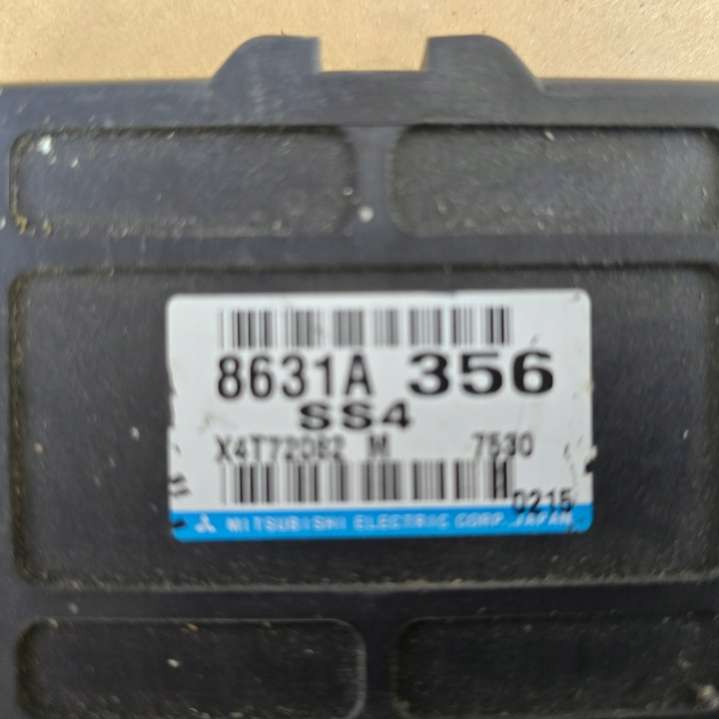 8631A 356
SS4
X4T72082 M 7530
0215
MITSUBISHI ELECTRIC CORP. JAPAN